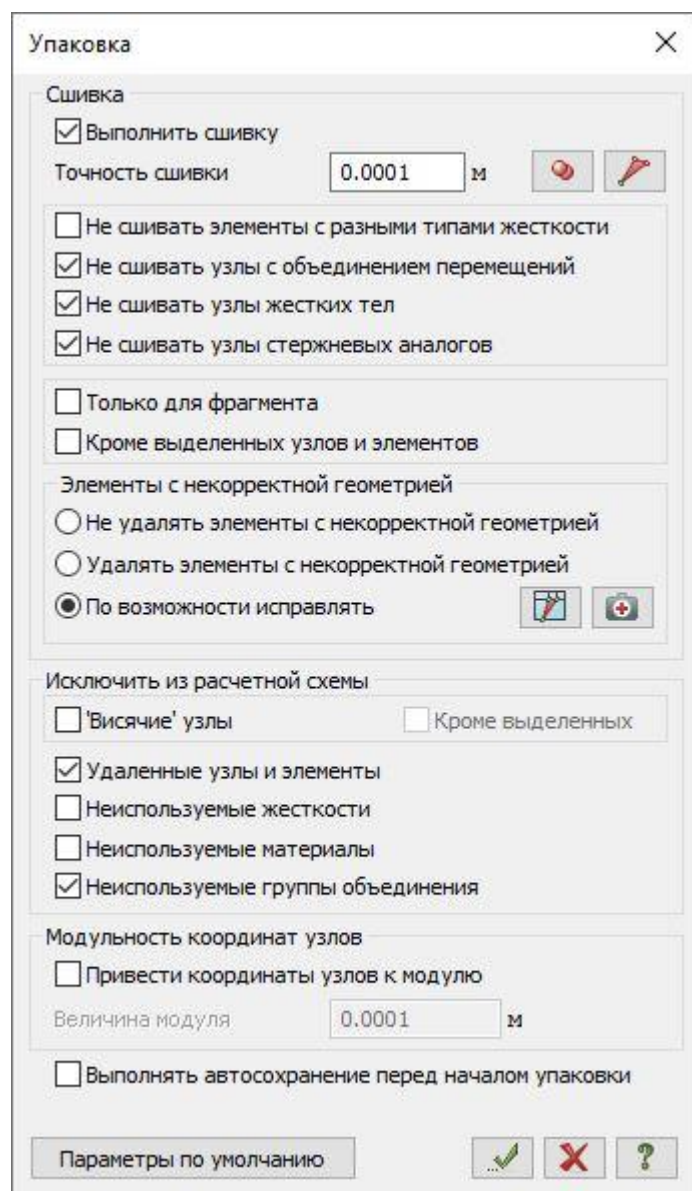 Упаковка
Сшивка
Выполнить сшивку
Точность сшивки 0.0001 м
Не сшивать элементы с разными типами жесткости
Не сшивать узлы с объединением перемещений
Не сшивать узлы жестких тел
Не сшивать узлы стержневых аналогов
Только для фрагмента
Кроме выделенных узлов и элементов
Элементы с некорректной геометрией
Не удалять элементы с некорректной геометрией
Удалять элементы с некорректной геометрией
По возможности исправлять
Исключить из расчетной схемы
'Висячие' узлы Кроме выделенных
Удаленные узлы и элементы
Неиспользуемые жесткости
Неиспользуемые материалы
Неиспользуемые группы объединения
Модульность координат узлов
Привести координаты узлов к модулю
Величина модуля 0.0001 м
Выполнять автосохранение перед началом упаковки
Параметры по умолчанию ?